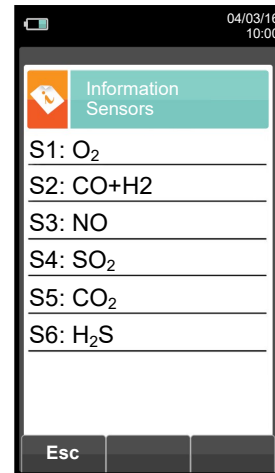 04/03/16
10:00
Information
Sensors
S1: O₂
S2: CO+H2
S3: NO
S4: SO₂
S5: CO₂
S6: H₂S
Esc